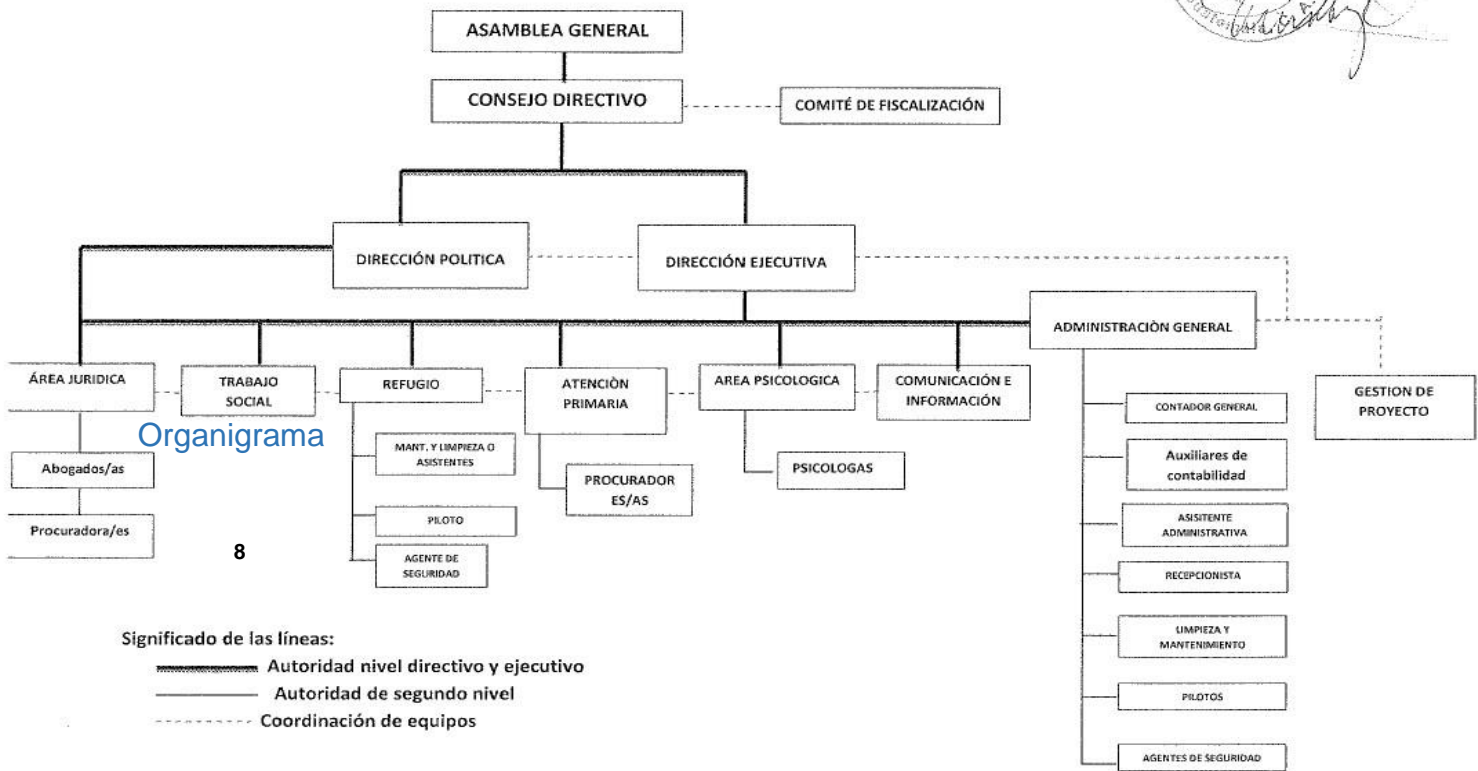 ASAMBLEA GENERAL
CONSEJO DIRECTIVO
COMITÉ DE FISCALIZACIÓN
DIRECCIÓN POLITICA
DIRECCIÓN EJECUTIVA
ADMINISTRACIÒN GENERAL
ÁREA JURIDICA
TRABAJO
SOCIAL
REFUGIO
ATENCIÒN
PRIMARIA
AREA PSICOLOGICA
COMUNICACIÓN E
INFORMACIÓN
GESTION DE
PROYECTO
Organigrama
Abogados/as
Procuradora/es
MANT. Y LIMPIEZA O
ASISTENTES
PILOTO
AGENTE DE
SEGURIDAD
PROCURADOR
ES/AS
PSICOLOGAS
CONTADOR GENERAL
Auxiliares de
contabilidad
ASISITENTE
ADMINISTRATIVA
RECEPCIONISTA
LIMPIEZA Y
MANTENIMIENTO
PILOTOS
AGENTES DE SEGURIDAD
8
Significado de las líneas:
Autoridad nivel directivo y ejecutivo
Autoridad de segundo nivel
Coordinación de equipos